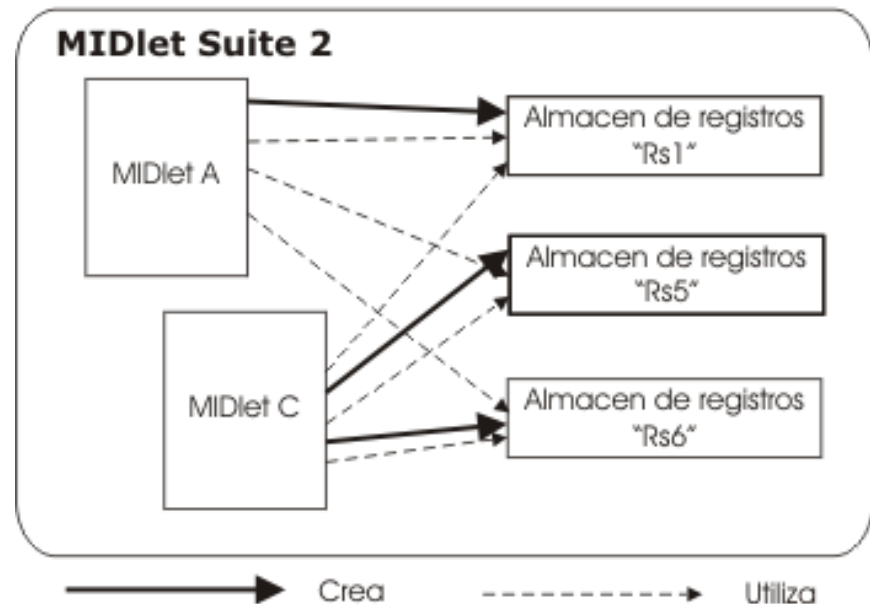 MIDlet Suite 2
MIDlet A
Almacen de registros
"Rs1"
Almacen de registros
"Rs5"
MIDlet C
Almacen de registros
"Rs6"
Crea
Utiliza